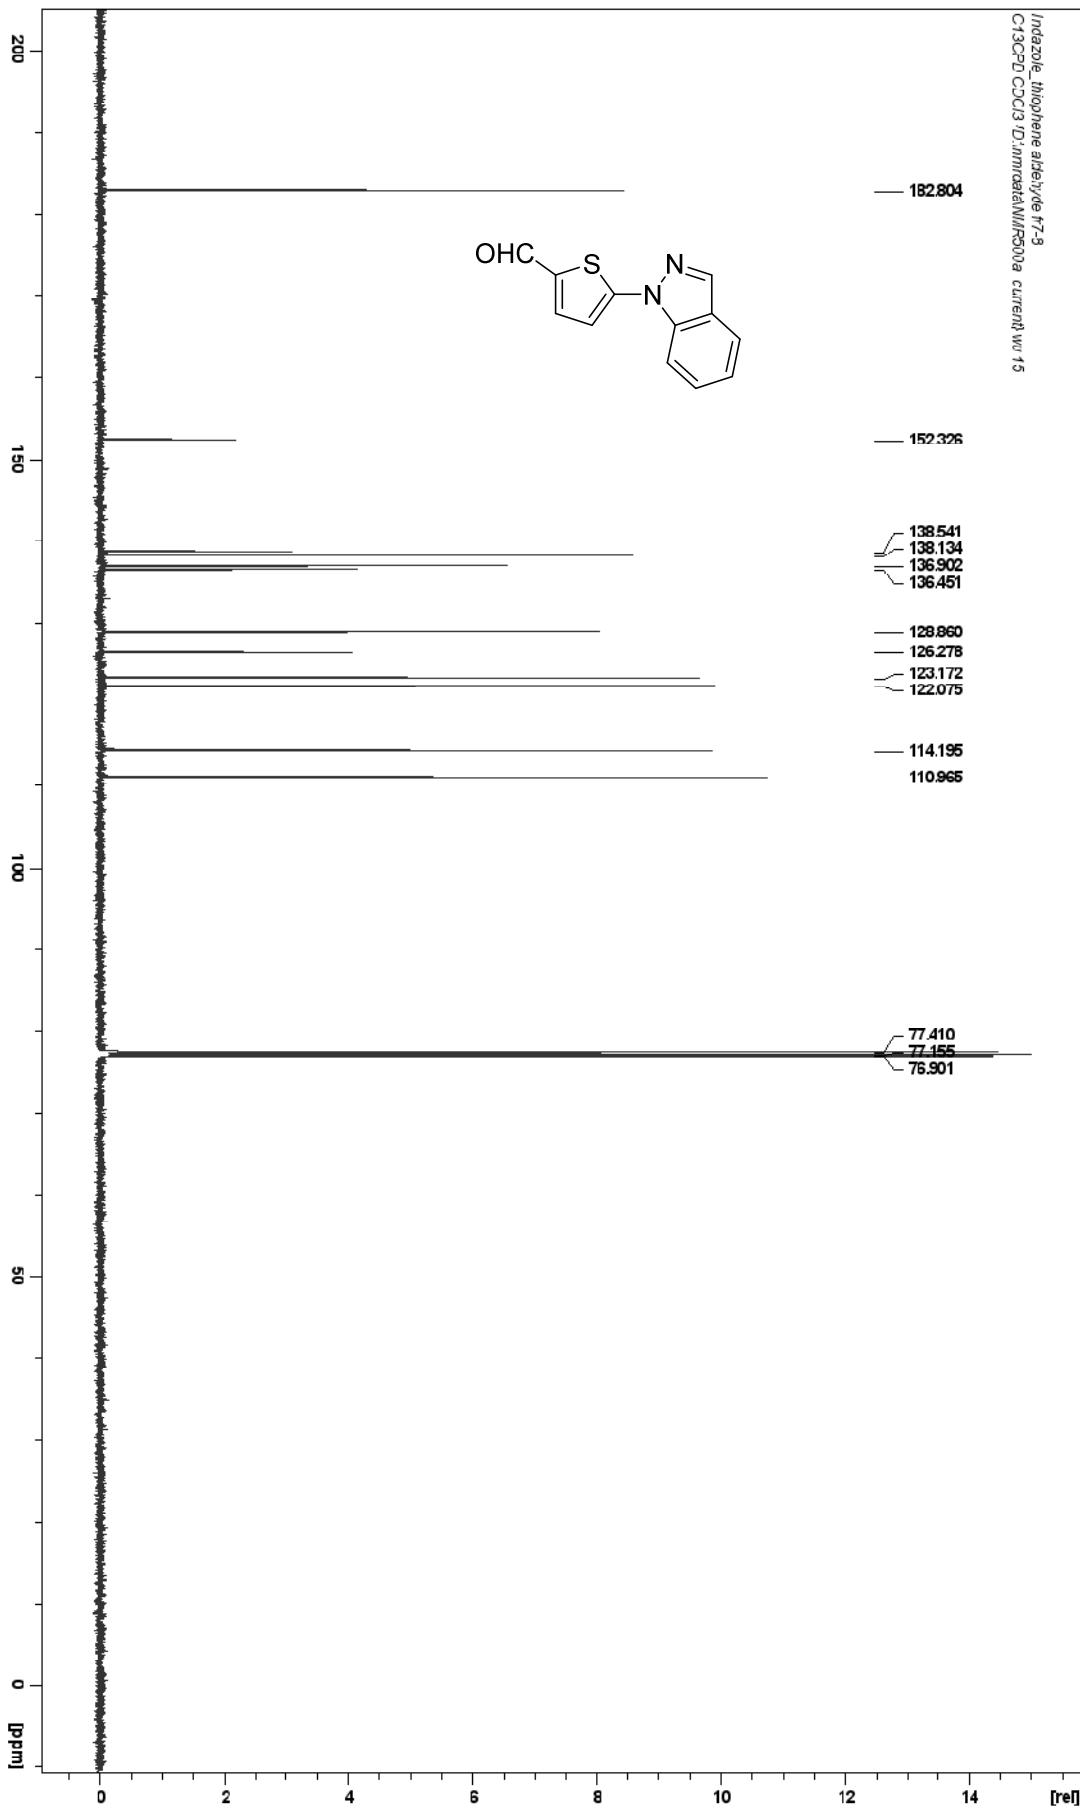 Indazole_thiophene aldehyde f7-8
C13CPD CDCl3 {D:\nmrdata\NMR500a_current} wu 15
182.804
OHC
S
N
N
152.326
138.541
138.134
136.902
136.451
128.860
126.278
123.172
122.075
114.195
110.965
77.410
77.155
76.901
200
150
100
50
0
[ppm]
0 2 4 6 8 10 12 14 [rel]